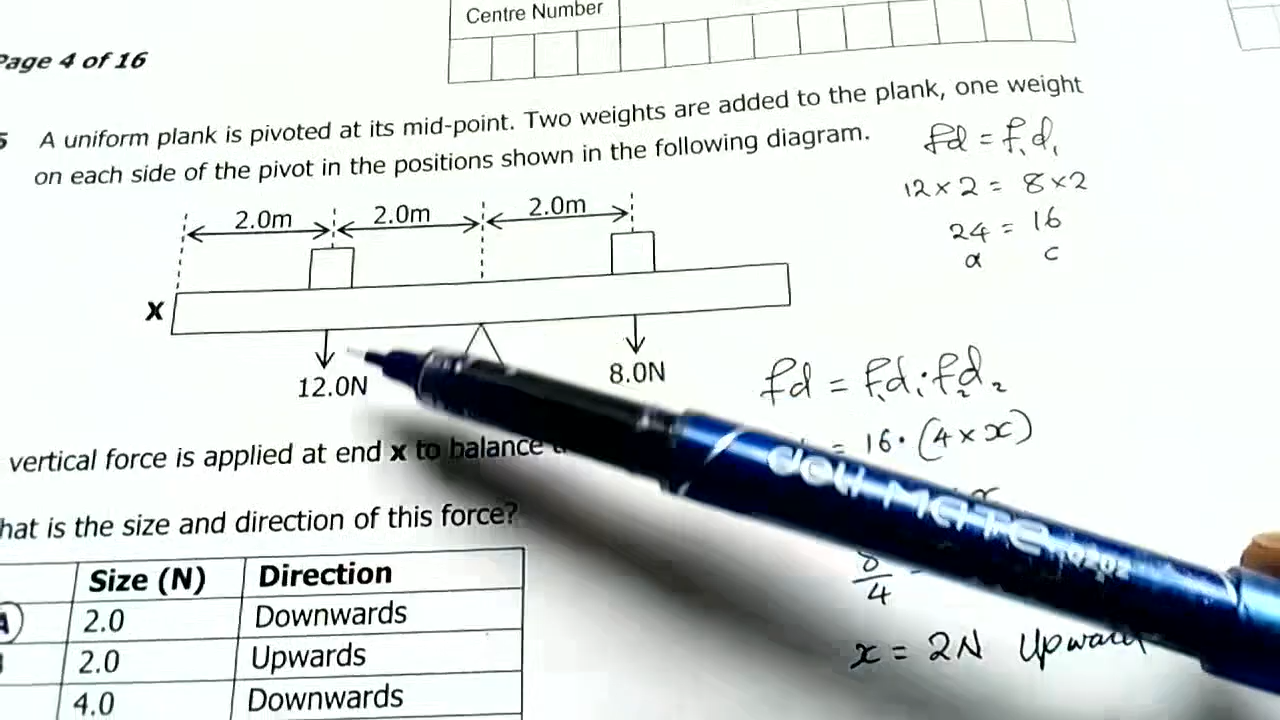 Centre Number
Page 4 of 16
5 A uniform plank is pivoted at its mid-point. Two weights are added to the plank, one weight
on each side of the pivot in the positions shown in the following diagram.
fd = f₁d₁
12 × 2 = 8 × 2
24 = 16
a c
2.0m 2.0m 2.0m
x
12.0N 8.0N
fd = f₁d₁ · f₂d₂
= 16 · (4 × x)
vertical force is applied at end x to balance
hat is the size and direction of this force?
8/4
x = 2N Upward
Size (N) Direction
A 2.0 Downwards
2.0 Upwards
4.0 Downwards
deli MATE